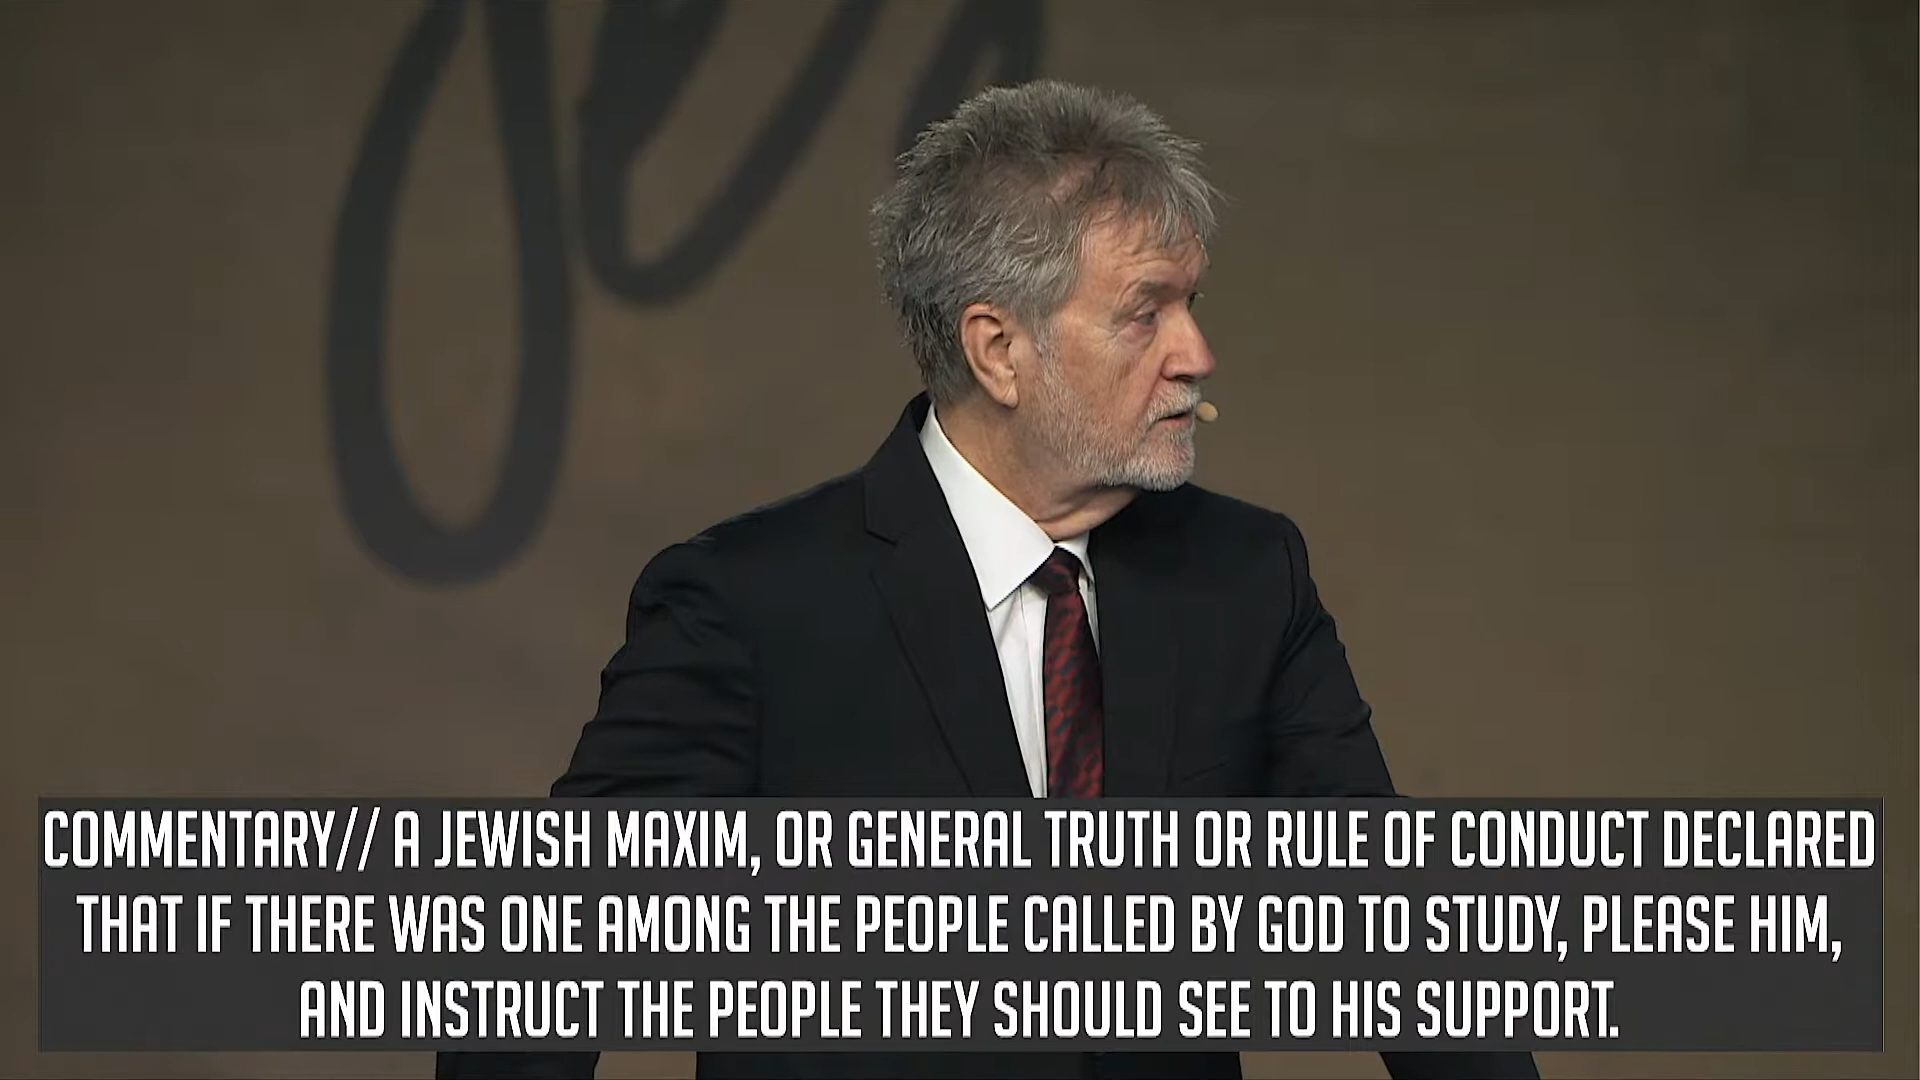 COMMENTARY// A JEWISH MAXIM, OR GENERAL TRUTH OR RULE OF CONDUCT DECLARED
THAT IF THERE WAS ONE AMONG THE PEOPLE CALLED BY GOD TO STUDY, PLEASE HIM,
AND INSTRUCT THE PEOPLE THEY SHOULD SEE TO HIS SUPPORT.